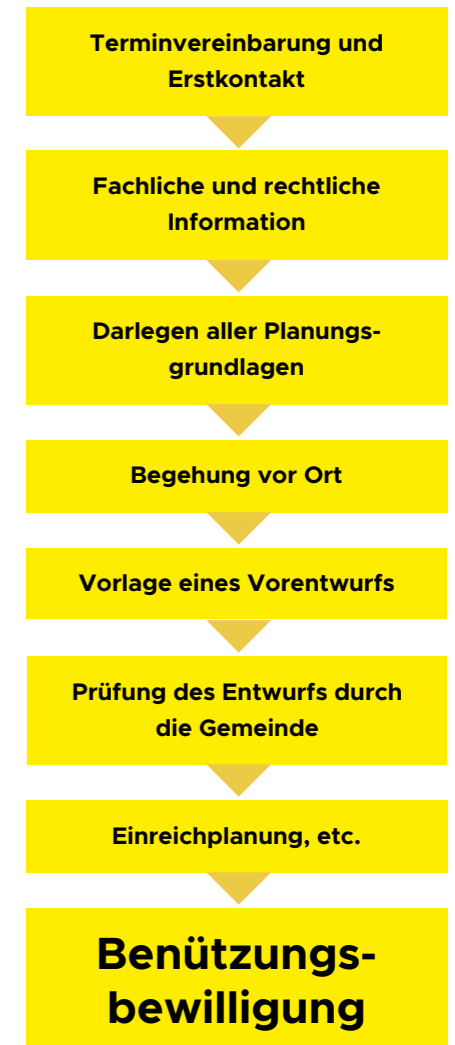 Terminvereinbarung und
Erstkontakt
Fachliche und rechtliche
Information
Darlegen aller Planungs-
grundlagen
Begehung vor Ort
Vorlage eines Vorentwurfs
Prüfung des Entwurfs durch
die Gemeinde
Einreichplanung, etc.
Benützungs-
bewilligung